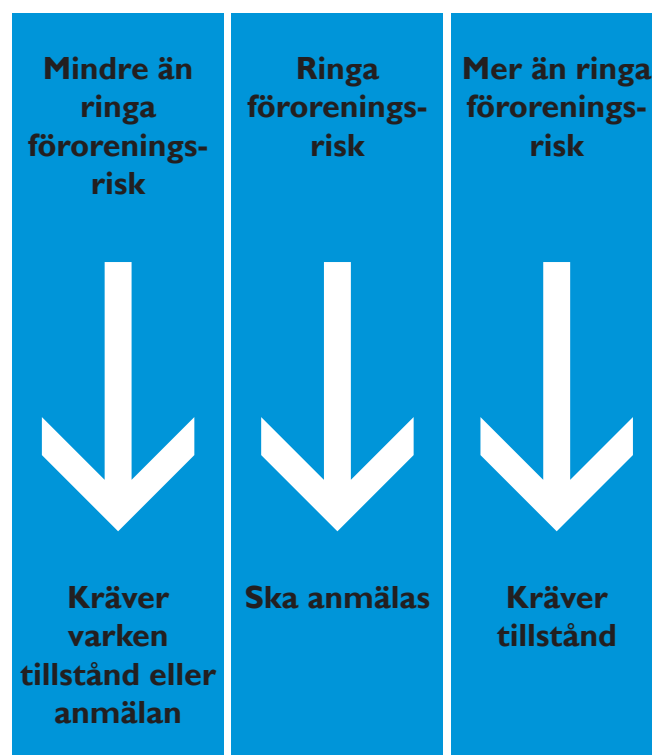 Mindre än
ringa
förorenings-
risk
Ringa
förorenings-
risk
Mer än ringa
förorenings-
risk
Kräver
varken
tillstånd eller
anmälan
Ska anmälas
Kräver
tillstånd